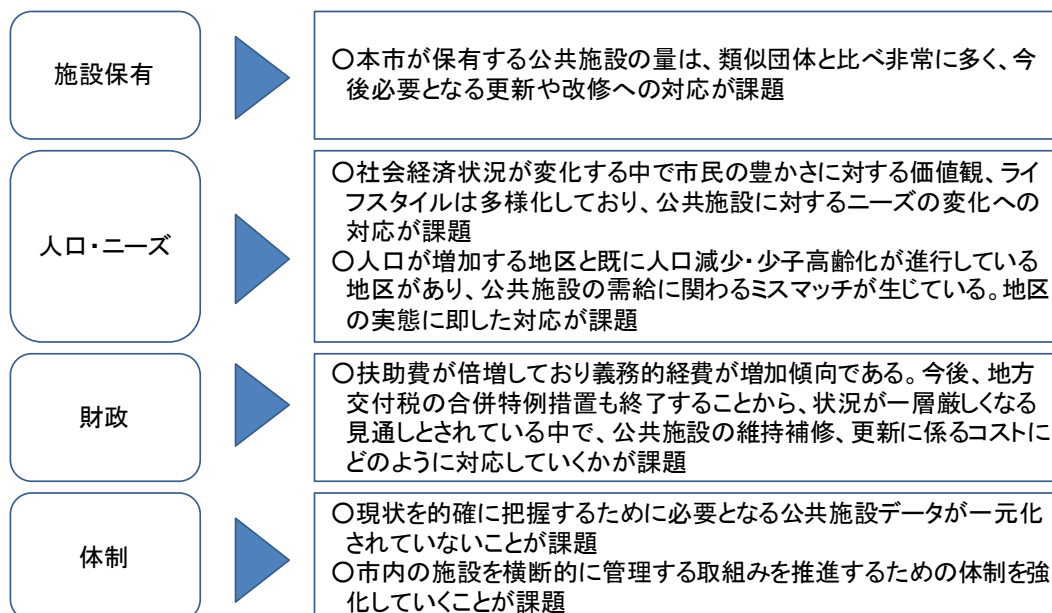 施設保有
○本市が保有する公共施設の量は、類似団体と比べ非常に多く、今
後必要となる更新や改修への対応が課題
人口・ニーズ
○社会経済状況が変化する中で市民の豊かさに対する価値観、ライ
フスタイルは多様化しており、公共施設に対するニーズの変化への
対応が課題
○人口が増加する地区と既に人口減少・少子高齢化が進行している
地区があり、公共施設の需給に関わるミスマッチが生じている。地区
の実態に即した対応が課題
財政
○扶助費が倍増しており義務的経費が増加傾向である。今後、地方
交付税の合併特例措置も終了することから、状況が一層厳しくなる
見通しとされている中で、公共施設の維持補修、更新に係るコストに
どのように対応していくかが課題
体制
○現状を的確に把握するために必要となる公共施設データが一元化
されていないことが課題
○市内の施設を横断的に管理する取組みを推進するための体制を強
化していくことが課題